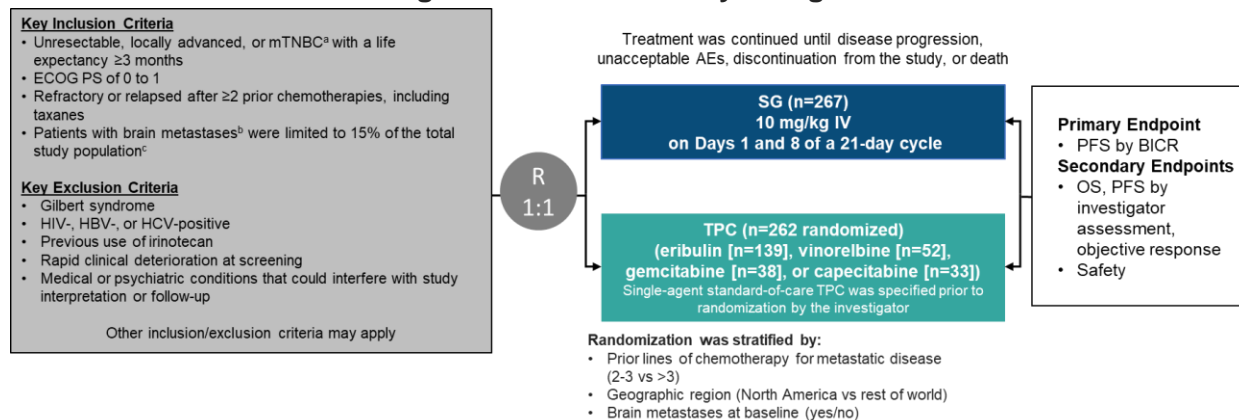 Key Inclusion Criteria
• Unresectable, locally advanced, or mTNBCa with a life
expectancy ≥3 months
• ECOG PS of 0 to 1
• Refractory or relapsed after ≥2 prior chemotherapies, including
taxanes
• Patients with brain metastasesb were limited to 15% of the total
study populationc
Key Exclusion Criteria
• Gilbert syndrome
• HIV-, HBV-, or HCV-positive
• Previous use of irinotecan
• Rapid clinical deterioration at screening
• Medical or psychiatric conditions that could interfere with study
interpretation or follow-up
Other inclusion/exclusion criteria may apply
R
1:1
Treatment was continued until disease progression,
unacceptable AEs, discontinuation from the study, or death
SG (n=267)
10 mg/kg IV
on Days 1 and 8 of a 21-day cycle
TPC (n=262 randomized)
(eribulin [n=139], vinorelbine [n=52],
gemcitabine [n=38], or capecitabine [n=33])
Single-agent standard-of-care TPC was specified prior to
randomization by the investigator
Randomization was stratified by:
• Prior lines of chemotherapy for metastatic disease
(2-3 vs >3)
• Geographic region (North America vs rest of world)
• Brain metastases at baseline (yes/no)
Primary Endpoint
• PFS by BICR
Secondary Endpoints
• OS, PFS by
investigator
assessment,
objective response
• Safety